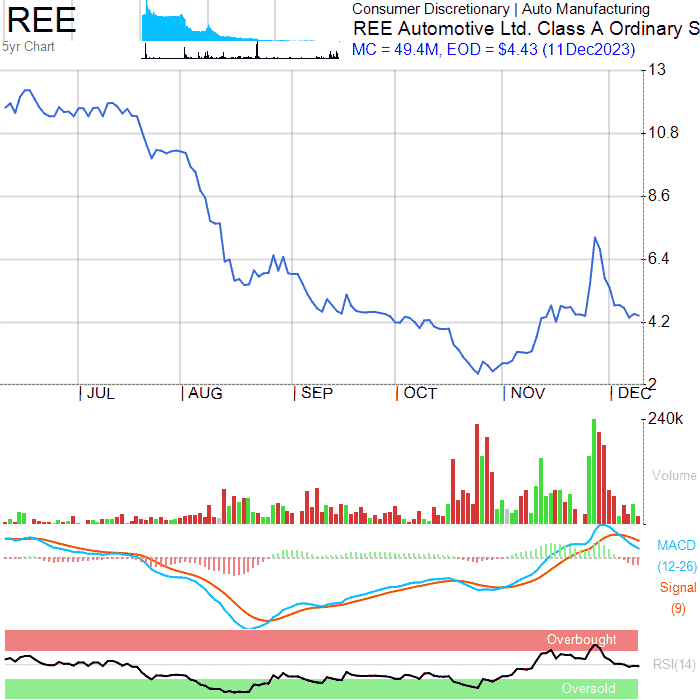 REE
5yr Chart
Consumer Discretionary | Auto Manufacturing
REE Automotive Ltd. Class A Ordinary S
MC = 49.4M, EOD = $4.43 (11Dec2023)
13
10.8
8.6
6.4
4.2
2
| JUL | AUG | SEP | OCT | NOV | DEC
240k
Volume
MACD
(12-26)
Signal
(9)
Overbought
RSI(14)
Oversold